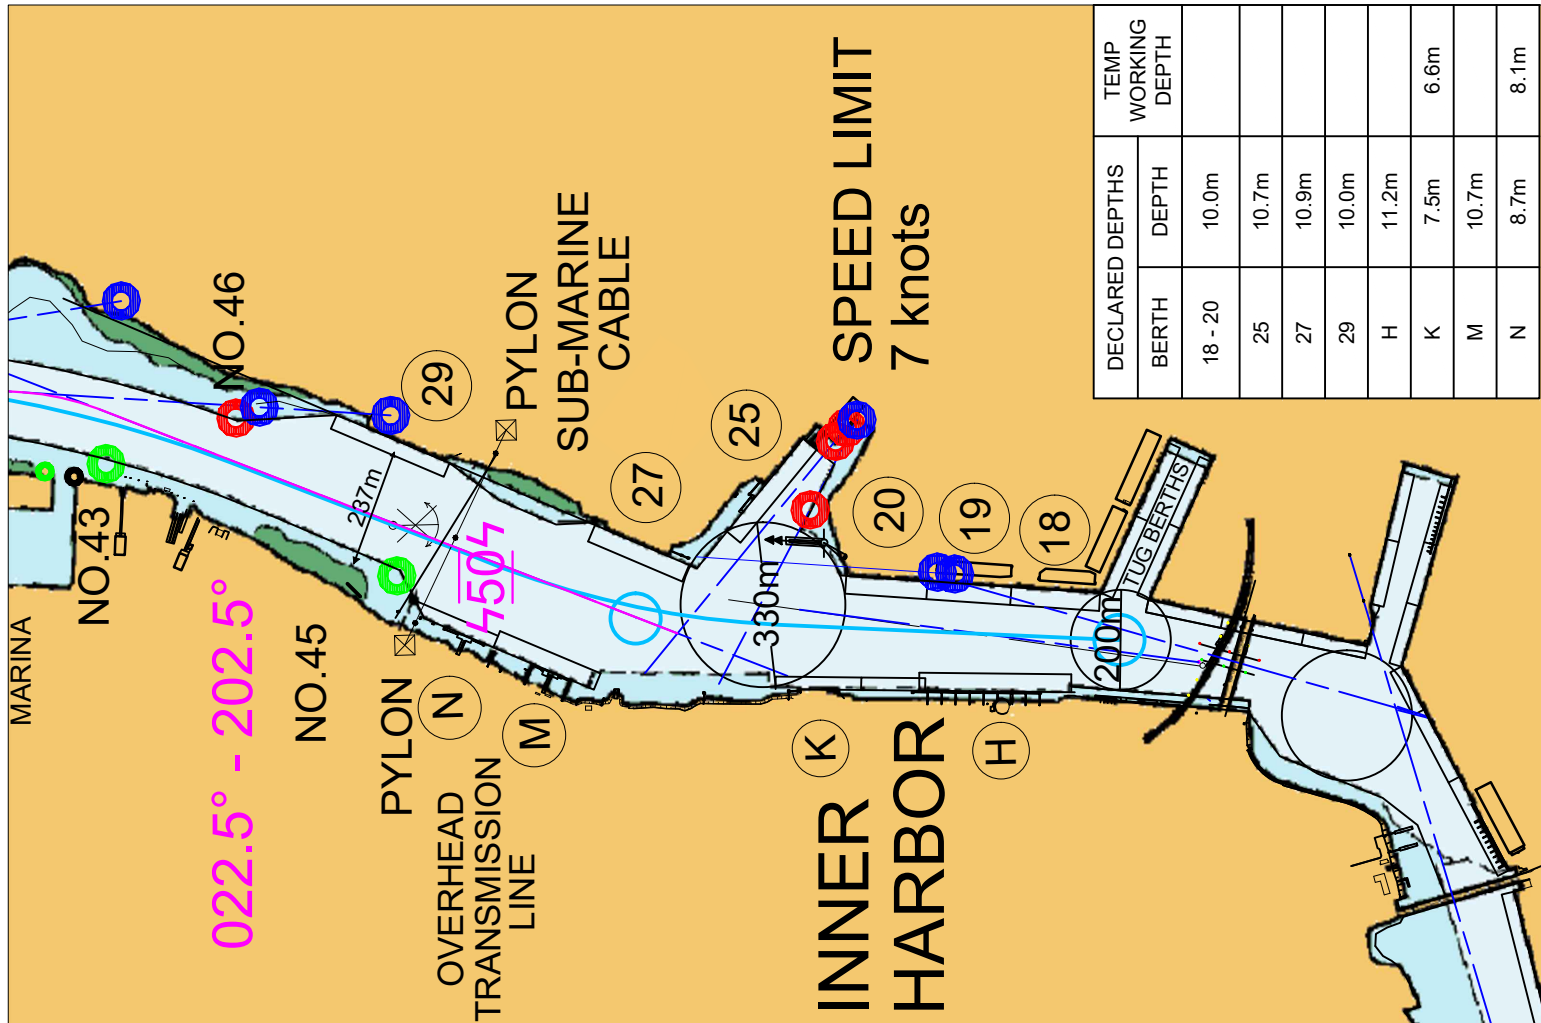 MARINA
NO.43
NO.46
022.5° - 202.5°
NO.45
237m
29
PYLON
SUB-MARINE
CABLE
PYLON
OVERHEAD
TRANSMISSION
LINE
N
M
27
25
SPEED LIMIT
7 knots
330m
20
19
18
TUG BERTHS
200m
K
H
INNER
HARBOR
DECLARED DEPTHS
TEMP
WORKING
DEPTH
BERTH DEPTH
18 - 20 10.0m
25 10.7m
27 10.9m
29 10.0m
H 11.2m
K 7.5m 6.6m
M 10.7m
N 8.7m 8.1m